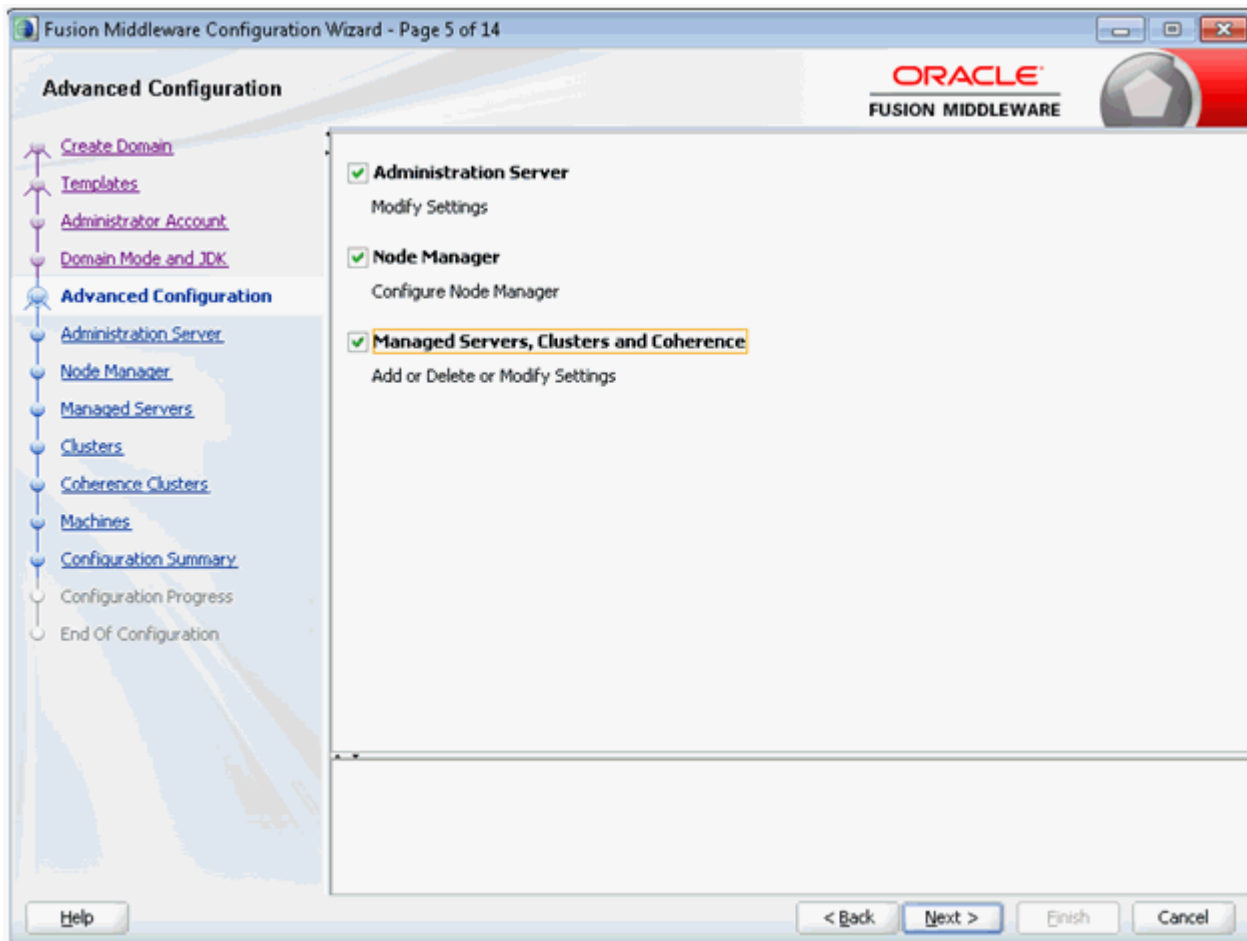 Fusion Middleware Configuration Wizard - Page 5 of 14
Advanced Configuration
ORACLE
FUSION MIDDLEWARE
Create Domain
Templates
Administrator Account
Domain Mode and JDK
Advanced Configuration
Administration Server
Node Manager
Managed Servers
Clusters
Coherence Clusters
Machines
Configuration Summary
Configuration Progress
End Of Configuration
Administration Server
Modify Settings
Node Manager
Configure Node Manager
Managed Servers, Clusters and Coherence
Add or Delete or Modify Settings
Help
< Back
Next >
Finish
Cancel